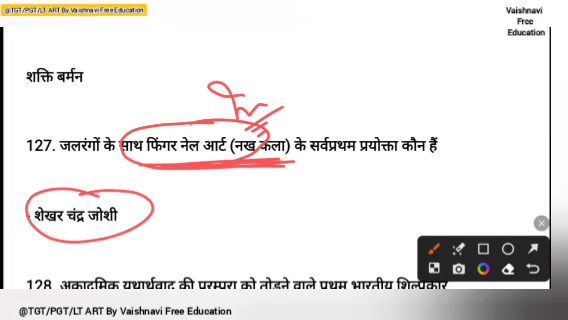 @TGT/PGT/LT ART By Vaishnavi Free Education
Vaishnavi
Free
Education
शक्ति बर्मन
127. जलरंगों के साथ फिंगर नेल आर्ट (नख कला) के सर्वप्रथम प्रयोक्ता कौन हैं
- शेखर चंद्र जोशी
128. अकादमिक यथार्थवाद की परम्परा को तोड़ने वाले प्रथम भारतीय शिल्पकार
@TGT/PGT/LT ART By Vaishnavi Free Education